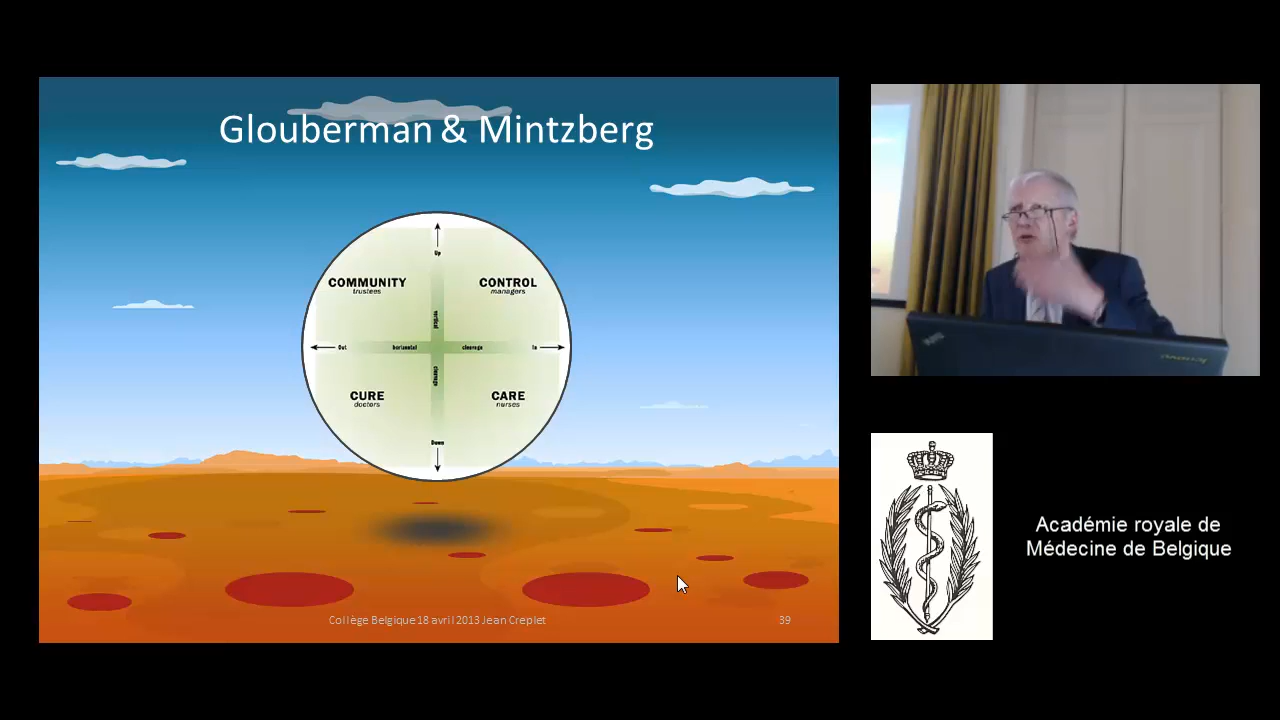 Glouberman & Mintzberg
Up
COMMUNITY
trustees
CONTROL
managers
vertical
Out
horizontal
cleavage
In
cleavage
CURE
doctors
CARE
nurses
Down
Collège Belgique 18 avril 2013 Jean Creplet
39
lenovo
Académie royale de
Médecine de Belgique